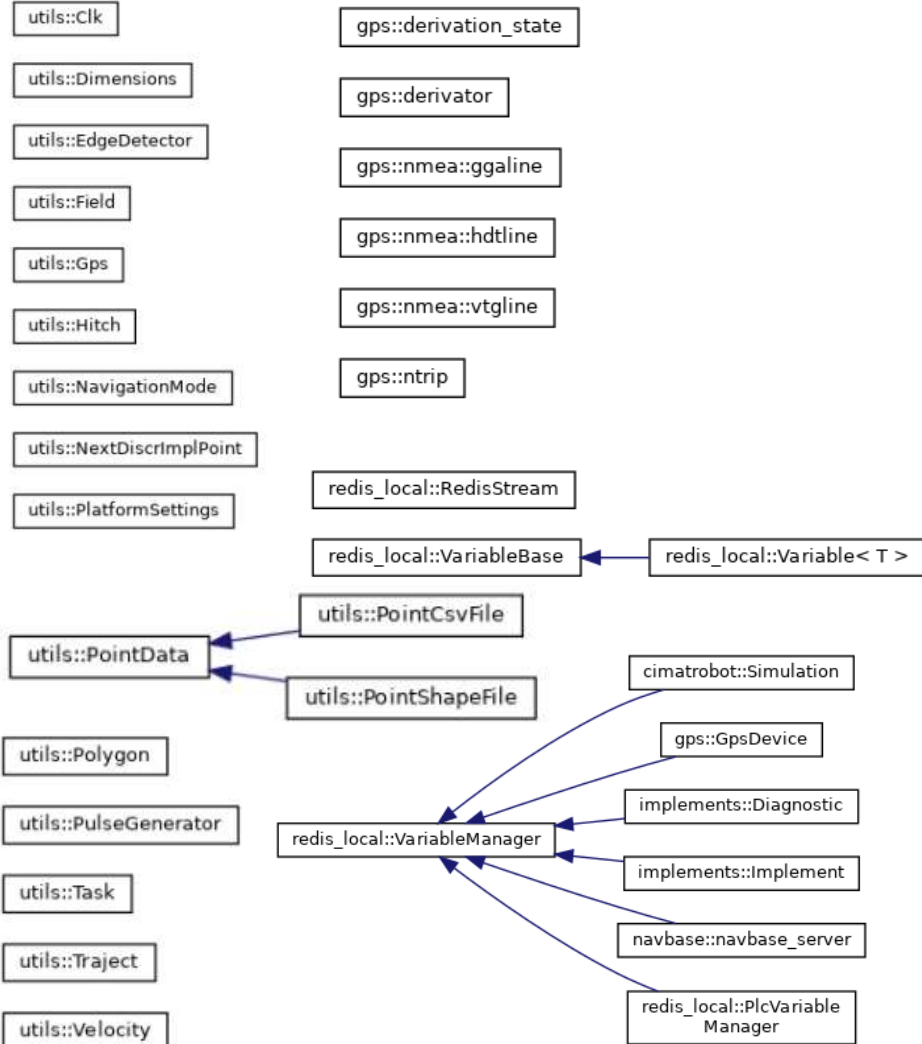 utils::Clk
utils::Dimensions
utils::EdgeDetector
utils::Field
utils::Gps
utils::Hitch
utils::NavigationMode
utils::NextDiscrImplPoint
utils::PlatformSettings
gps::derivation_state
gps::derivator
gps::nmea::ggaline
gps::nmea::hdtline
gps::nmea::vtgline
gps::ntrip
redis_local::RedisStream
redis_local::VariableBase
redis_local::Variable< T >
utils::PointData
utils::PointCsvFile
utils::PointShapeFile
utils::Polygon
utils::PulseGenerator
utils::Task
utils::Traject
utils::Velocity
redis_local::VariableManager
cimatrobot::Simulation
gps::GpsDevice
implements::Diagnostic
implements::Implement
navbase::navbase_server
redis_local::PlcVariable
Manager